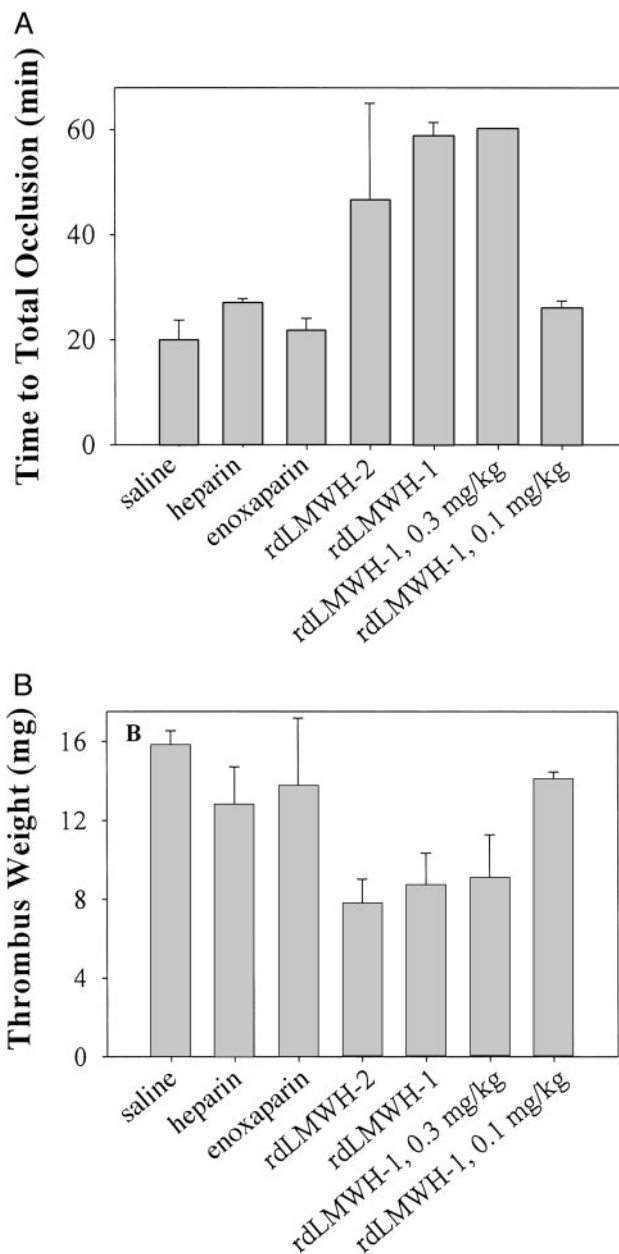 A
Time to Total Occlusion (min)
60
40
20
0
saline
heparin
enoxaparin
rdLMWH-2
rdLMWH-1
rdLMWH-1, 0.3 mg/kg
rdLMWH-1, 0.1 mg/kg
B
B
Thrombus Weight (mg)
16
12
8
4
0
saline
heparin
enoxaparin
rdLMWH-2
rdLMWH-1
rdLMWH-1, 0.3 mg/kg
rdLMWH-1, 0.1 mg/kg